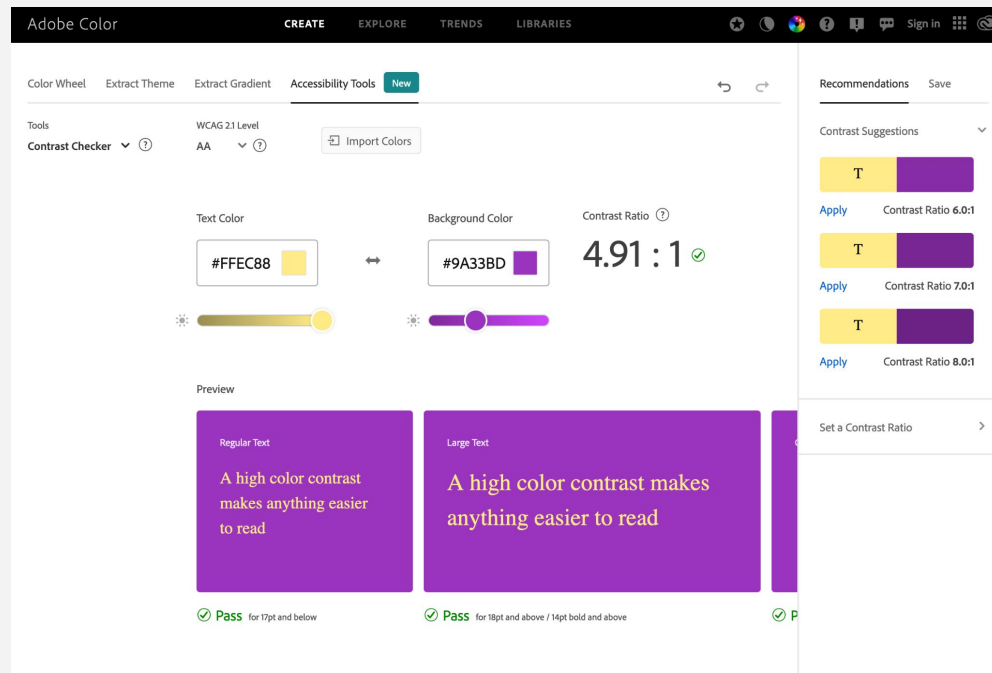 Adobe Color
CREATE EXPLORE TRENDS LIBRARIES
Sign in
Color Wheel Extract Theme Extract Gradient Accessibility Tools New
Tools
Contrast Checker
WCAG 2.1 Level
AA
Import Colors
Text Color
#FFEC88
Background Color
#9A33BD
Contrast Ratio
4.91 : 1
Preview
Regular Text
A high color contrast
makes anything easier
to read
Pass for 17pt and below
Large Text
A high color contrast makes
anything easier to read
Pass for 18pt and above / 14pt bold and above
Recommendations Save
Contrast Suggestions
T
Apply Contrast Ratio 6.0:1
T
Apply Contrast Ratio 7.0:1
T
Apply Contrast Ratio 8.0:1
Set a Contrast Ratio